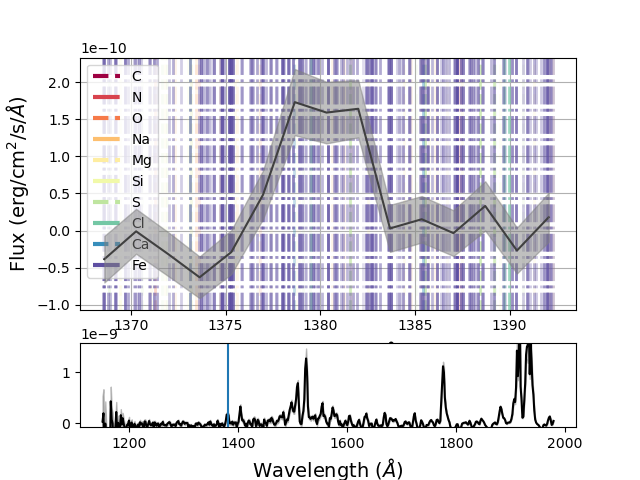 1e−10
Flux (erg/cm²/s/Å)
2.0
1.5
1.0
0.5
0.0
−0.5
−1.0
C
N
O
Na
Mg
Si
S
Cl
Ca
Fe
1370 1375 1380 1385 1390
1e−9
1
0
1200 1400 1600 1800 2000
Wavelength (Å)